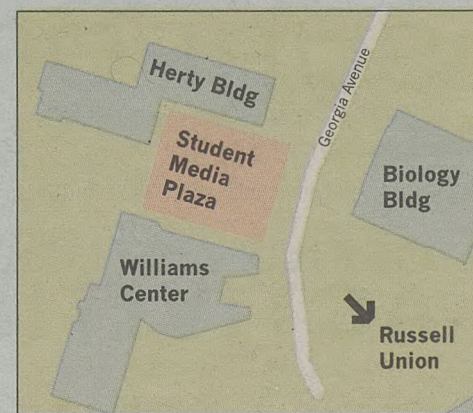 Herty Bldg
Georgia Avenue
Student
Media
Plaza
Biology
Bldg
Williams
Center
Russell
Union